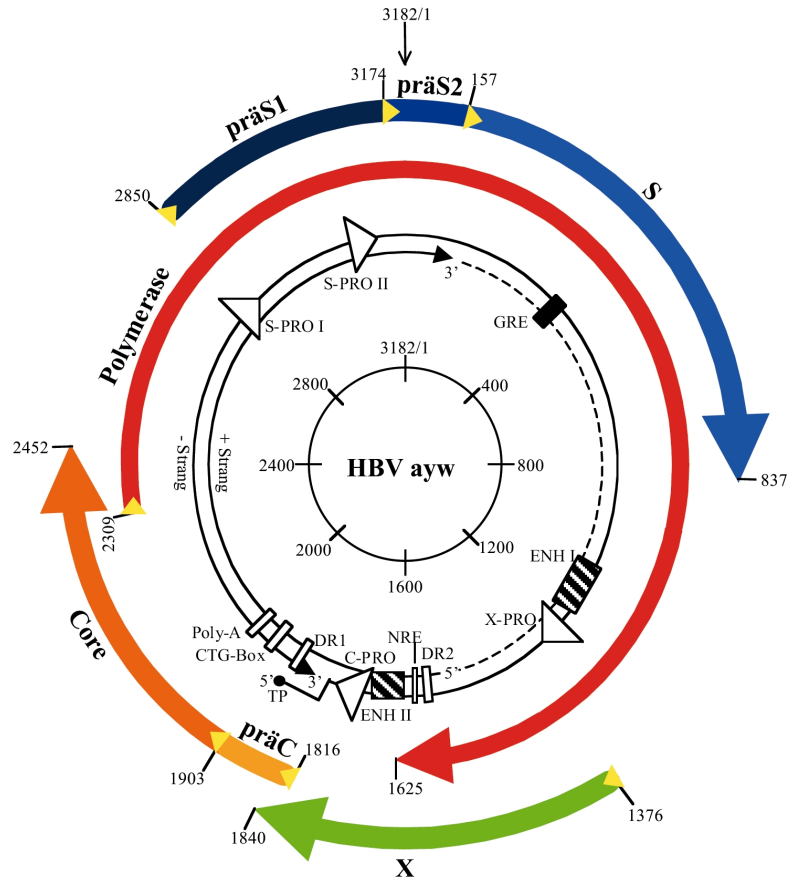 3182/1
3174
präS2
157
präS1
2850
S
Polymerase
S-PRO II
3’
S-PRO I
GRE
3182/1
2800
400
2452
- Strang
+ Strang
2400
HBV ayw
800
837
2309
2000
1200
1600
ENH I
Core
Poly-A
CTG-Box
DR1
C-PRO
NRE
DR2
X-PRO
5’
3’
5’
TP
ENH II
präC
1816
1903
1625
1376
1840
X